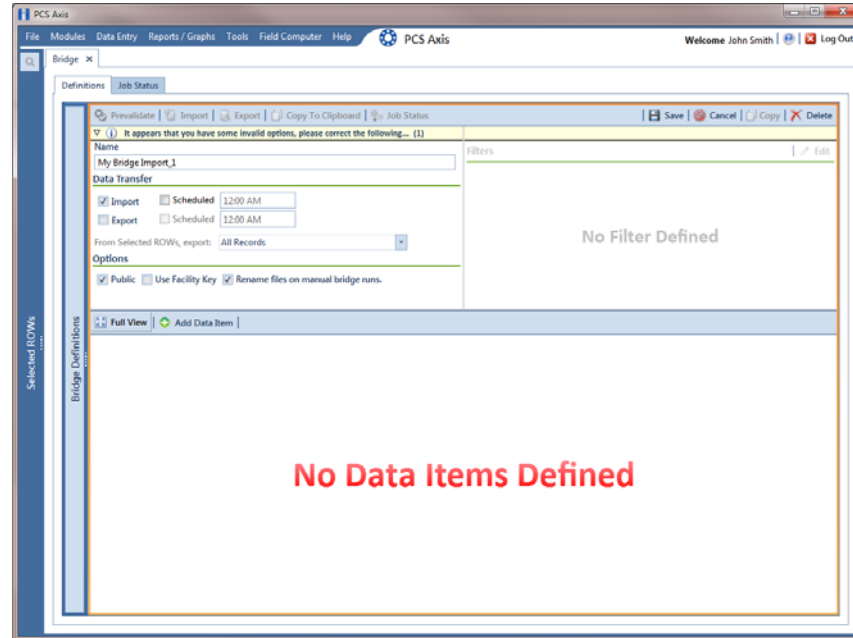 PCS Axis
File Modules Data Entry Reports / Graphs Tools Field Computer Help PCS Axis Welcome John Smith | Log Out
Bridge ×
Definitions Job Status
Prevalidate | Import | Export | Copy To Clipboard | Job Status | Save | Cancel | Copy | Delete
It appears that you have some invalid options, please correct the following... (1)
Name
My Bridge Import_1
Filters | Edit
Data Transfer
Import Scheduled 12:00 AM
Export Scheduled 12:00 AM
No Filter Defined
From Selected ROWs, export: All Records
Options
Public Use Facility Key Rename files on manual bridge runs.
Full View | Add Data Item |
Selected ROWs
Bridge Definitions
No Data Items Defined